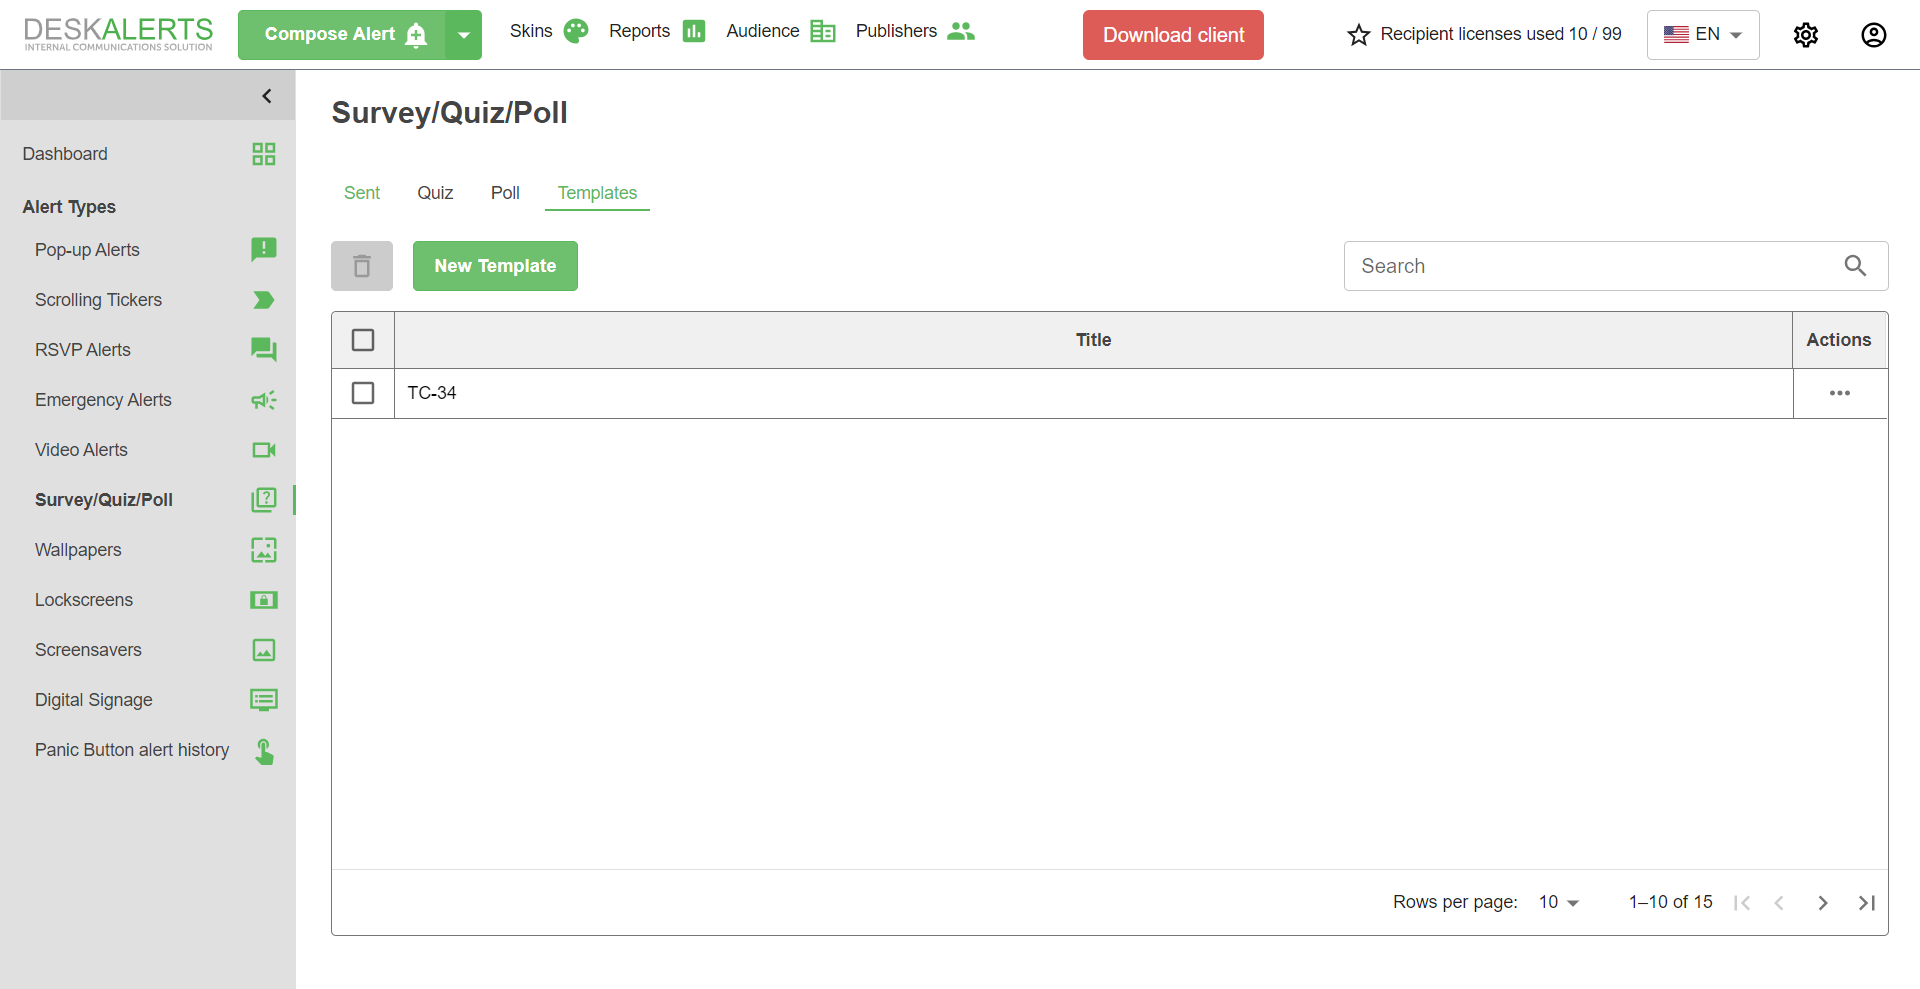 DESKALERTS
INTERNAL COMMUNICATIONS SOLUTION
Compose Alert
Skins
Reports
Audience
Publishers
Download client
Recipient licenses used 10 / 99
EN
Dashboard
Alert Types
Pop-up Alerts
Scrolling Tickers
RSVP Alerts
Emergency Alerts
Video Alerts
Survey/Quiz/Poll
Wallpapers
Lockscreens
Screensavers
Digital Signage
Panic Button alert history
Survey/Quiz/Poll
Sent
Quiz
Poll
Templates
New Template
Search
Title
Actions
TC-34
Rows per page:
10
1–10 of 15